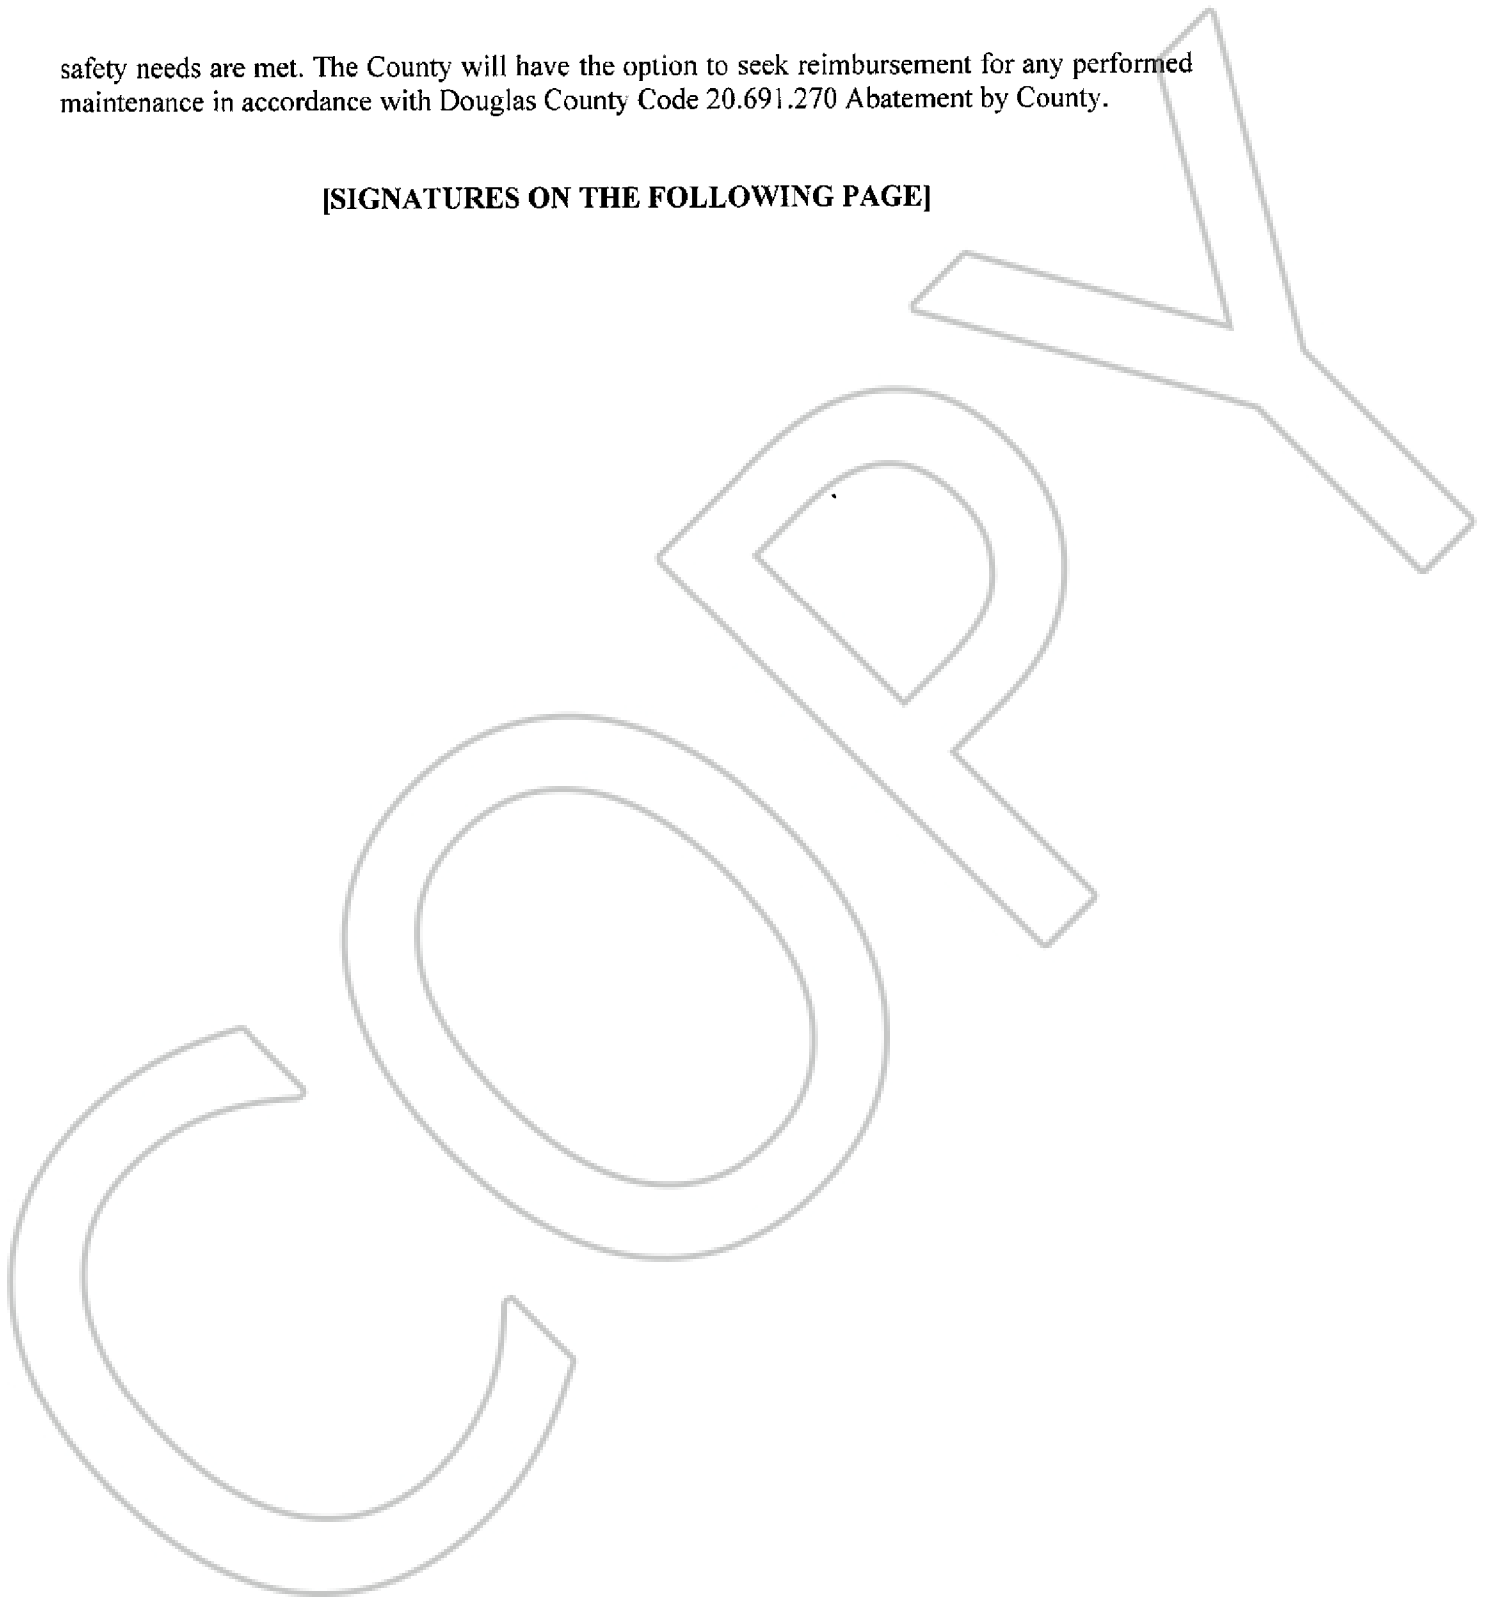 safety needs are met. The County will have the option to seek reimbursement for any performed
maintenance in accordance with Douglas County Code 20.691.270 Abatement by County.
[SIGNATURES ON THE FOLLOWING PAGE]
COPY